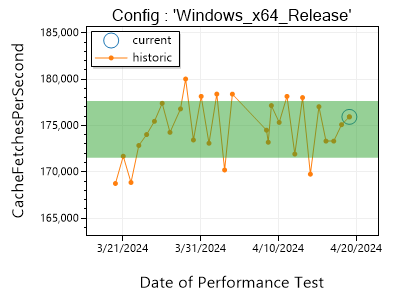 Config : 'Windows_x64_Release'
current
historic
CacheFetchesPerSecond
185,000
180,000
175,000
170,000
165,000
3/21/2024
3/31/2024
4/10/2024
4/20/2024
Date of Performance Test